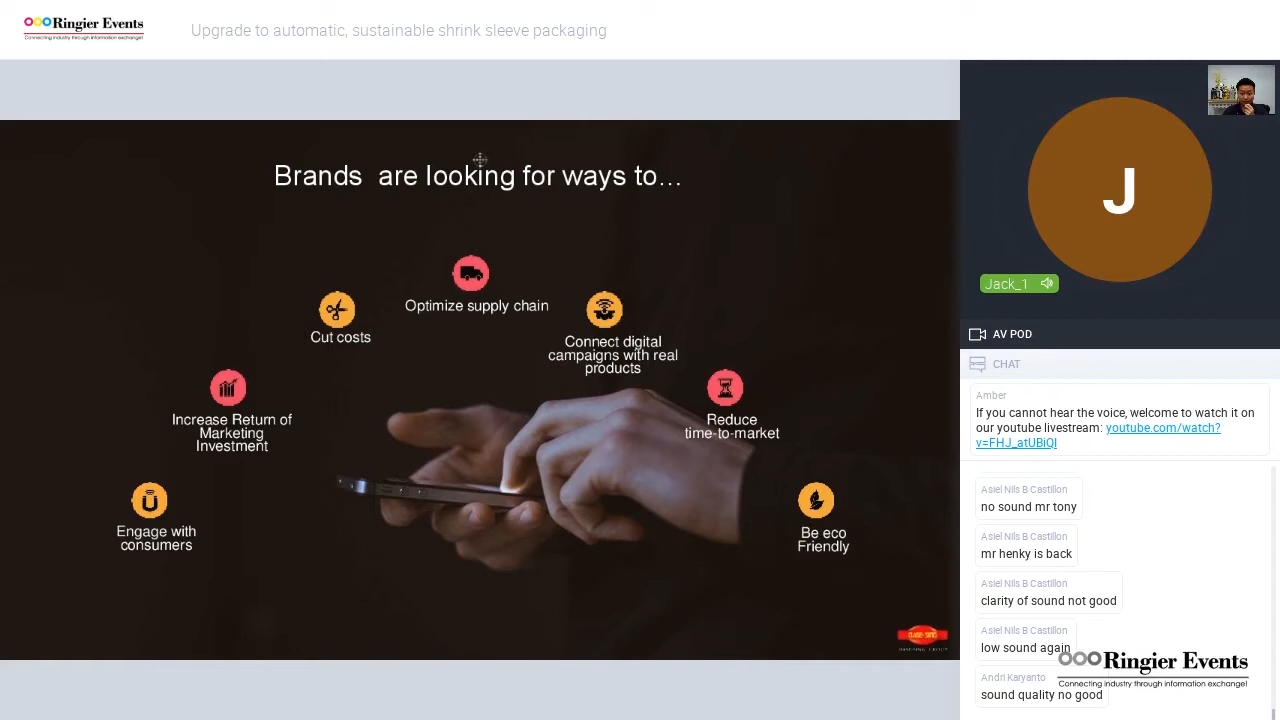 Ringier Events
Connecting industry through information exchange!
Upgrade to automatic, sustainable shrink sleeve packaging
Brands are looking for ways to...
Optimize supply chain
Cut costs
Connect digital
campaigns with real
products
Increase Return of
Marketing
Investment
Reduce
time-to-market
Engage with
consumers
Be eco
Friendly
J
Jack_1
AV POD
CHAT
Amber
If you cannot hear the voice, welcome to watch it on
our youtube livestream: youtube.com/watch?
v=FHJ_atUBiQI
Asiel Nils B Castillon
no sound mr tony
Asiel Nils B Castillon
mr henky is back
Asiel Nils B Castillon
clarity of sound not good
Asiel Nils B Castillon
low sound again
Andri Karyanto
sound quality no good
Ringier Events
Connecting industry through information exchange!